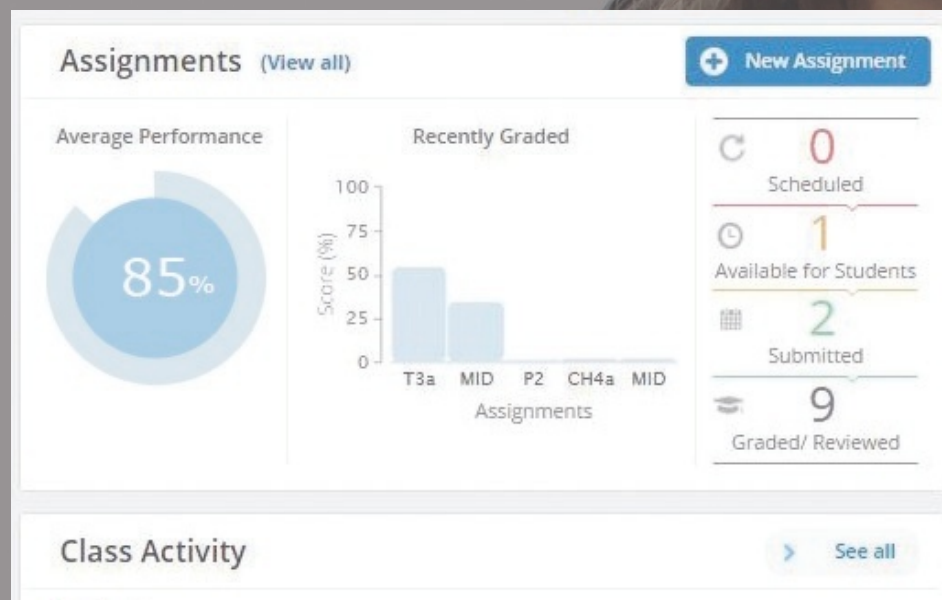 Assignments (View all)
New Assignment
Average Performance
85%
Recently Graded
100
75
50
25
0
Score (%)
T3a MID P2 CH4a MID
Assignments
0
Scheduled
1
Available for Students
2
Submitted
9
Graded/ Reviewed
Class Activity
See all